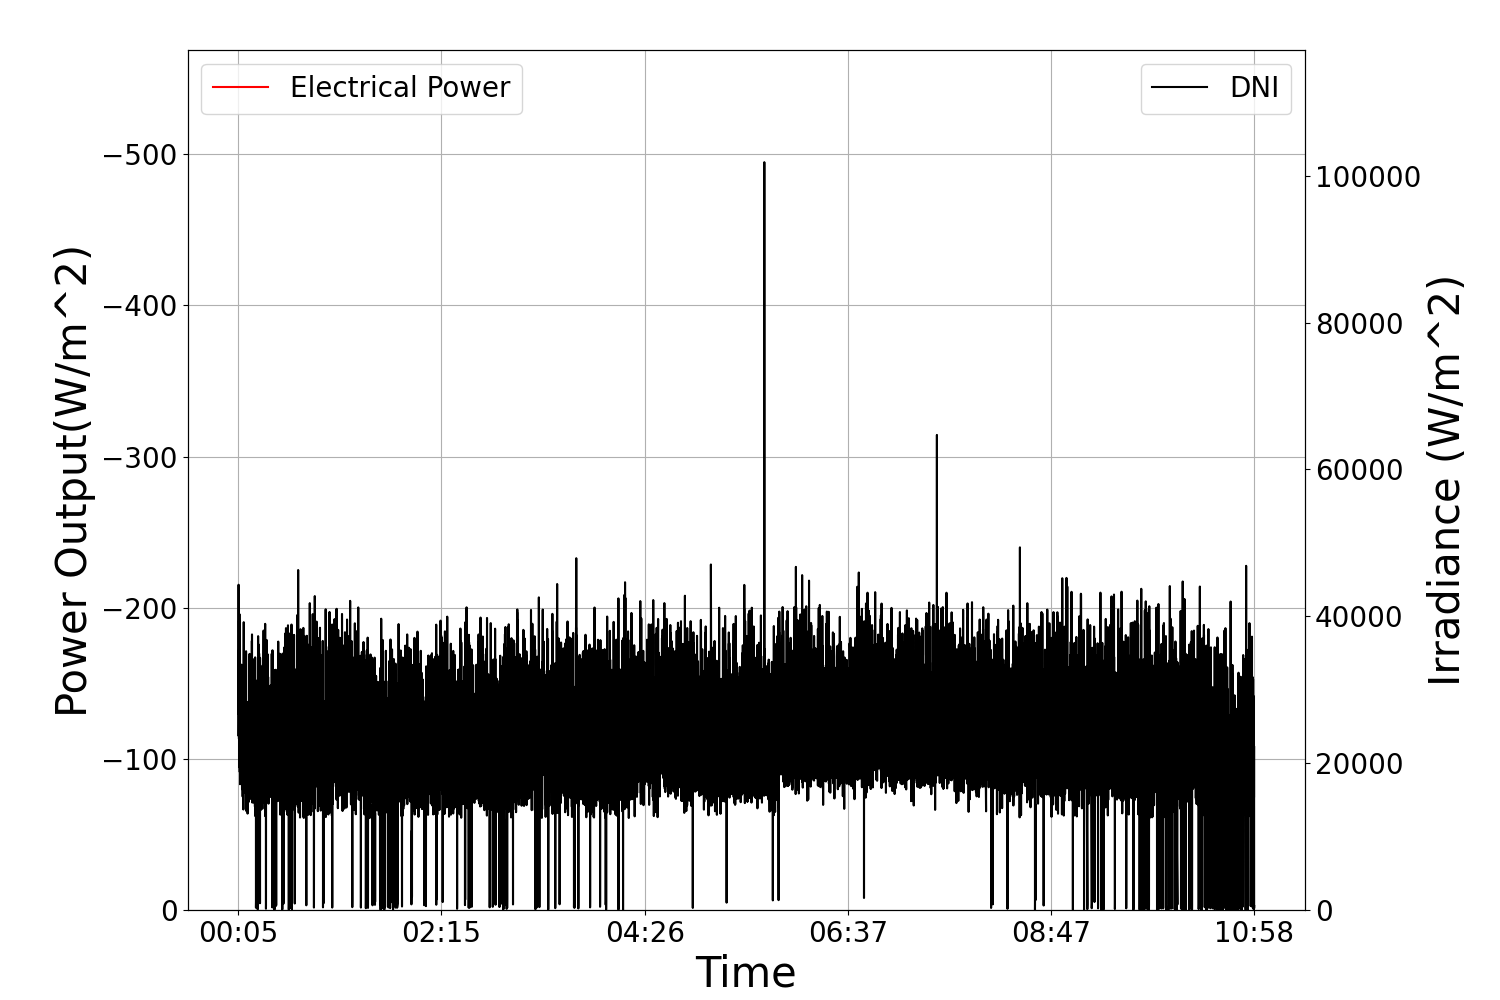 Electrical Power
DNI
−500
−400
−300
−200
−100
0
100000
80000
60000
40000
20000
0
Power Output(W/m^2)
Irradiance (W/m^2)
00:05 02:15 04:26 06:37 08:47 10:58
Time